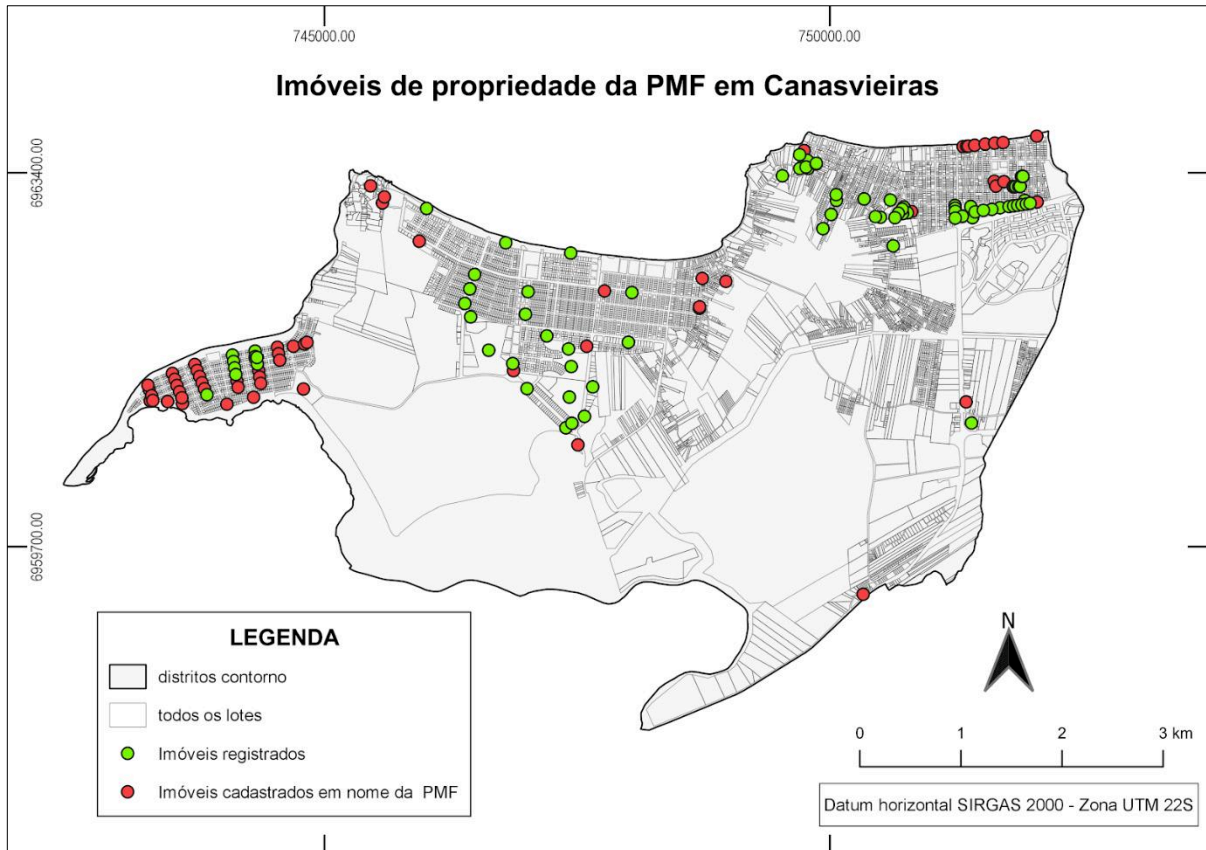 745000.00
750000.00
Imóveis de propriedade da PMF em Canasvieiras
6963400.00
6959700.00
LEGENDA
distritos contorno
todos os lotes
Imóveis registrados
Imóveis cadastrados em nome da PMF
N
0 1 2 3 km
Datum horizontal SIRGAS 2000 - Zona UTM 22S